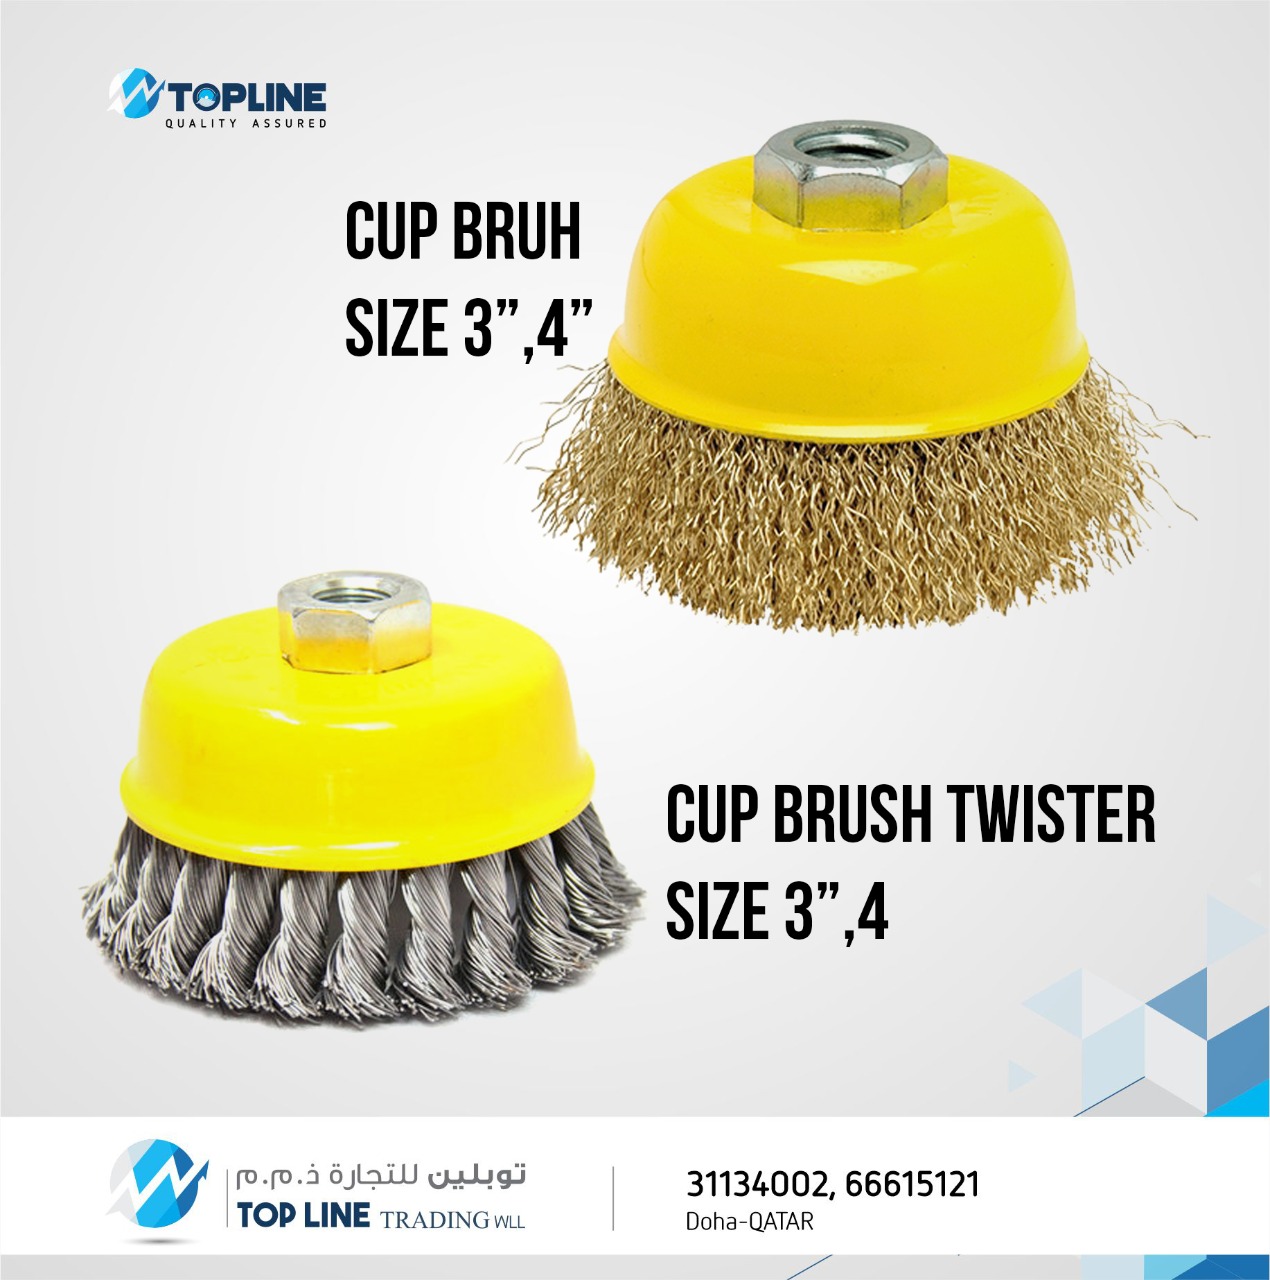 TOPLINE
QUALITY ASSURED
CUP BRUH
SIZE 3”,4”
CUP BRUSH TWISTER
SIZE 3”,4
توبلين للتجارة ذ.م.م
TOP LINE TRADING WLL
31134002, 66615121
Doha-QATAR